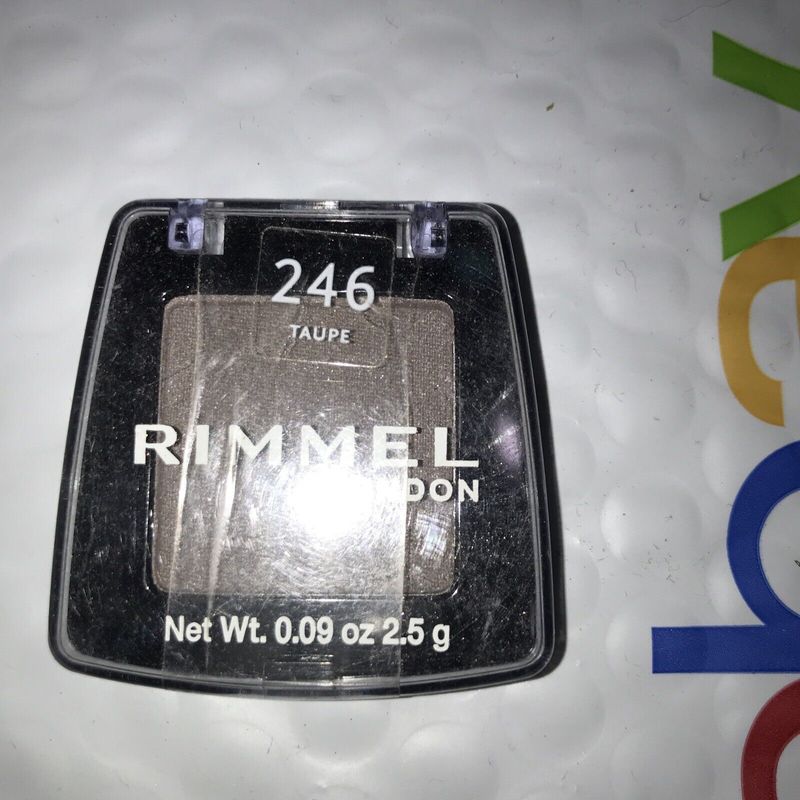 246
TAUPE
RIMMEL
DON
Net Wt. 0.09 oz 2.5 g
ebay